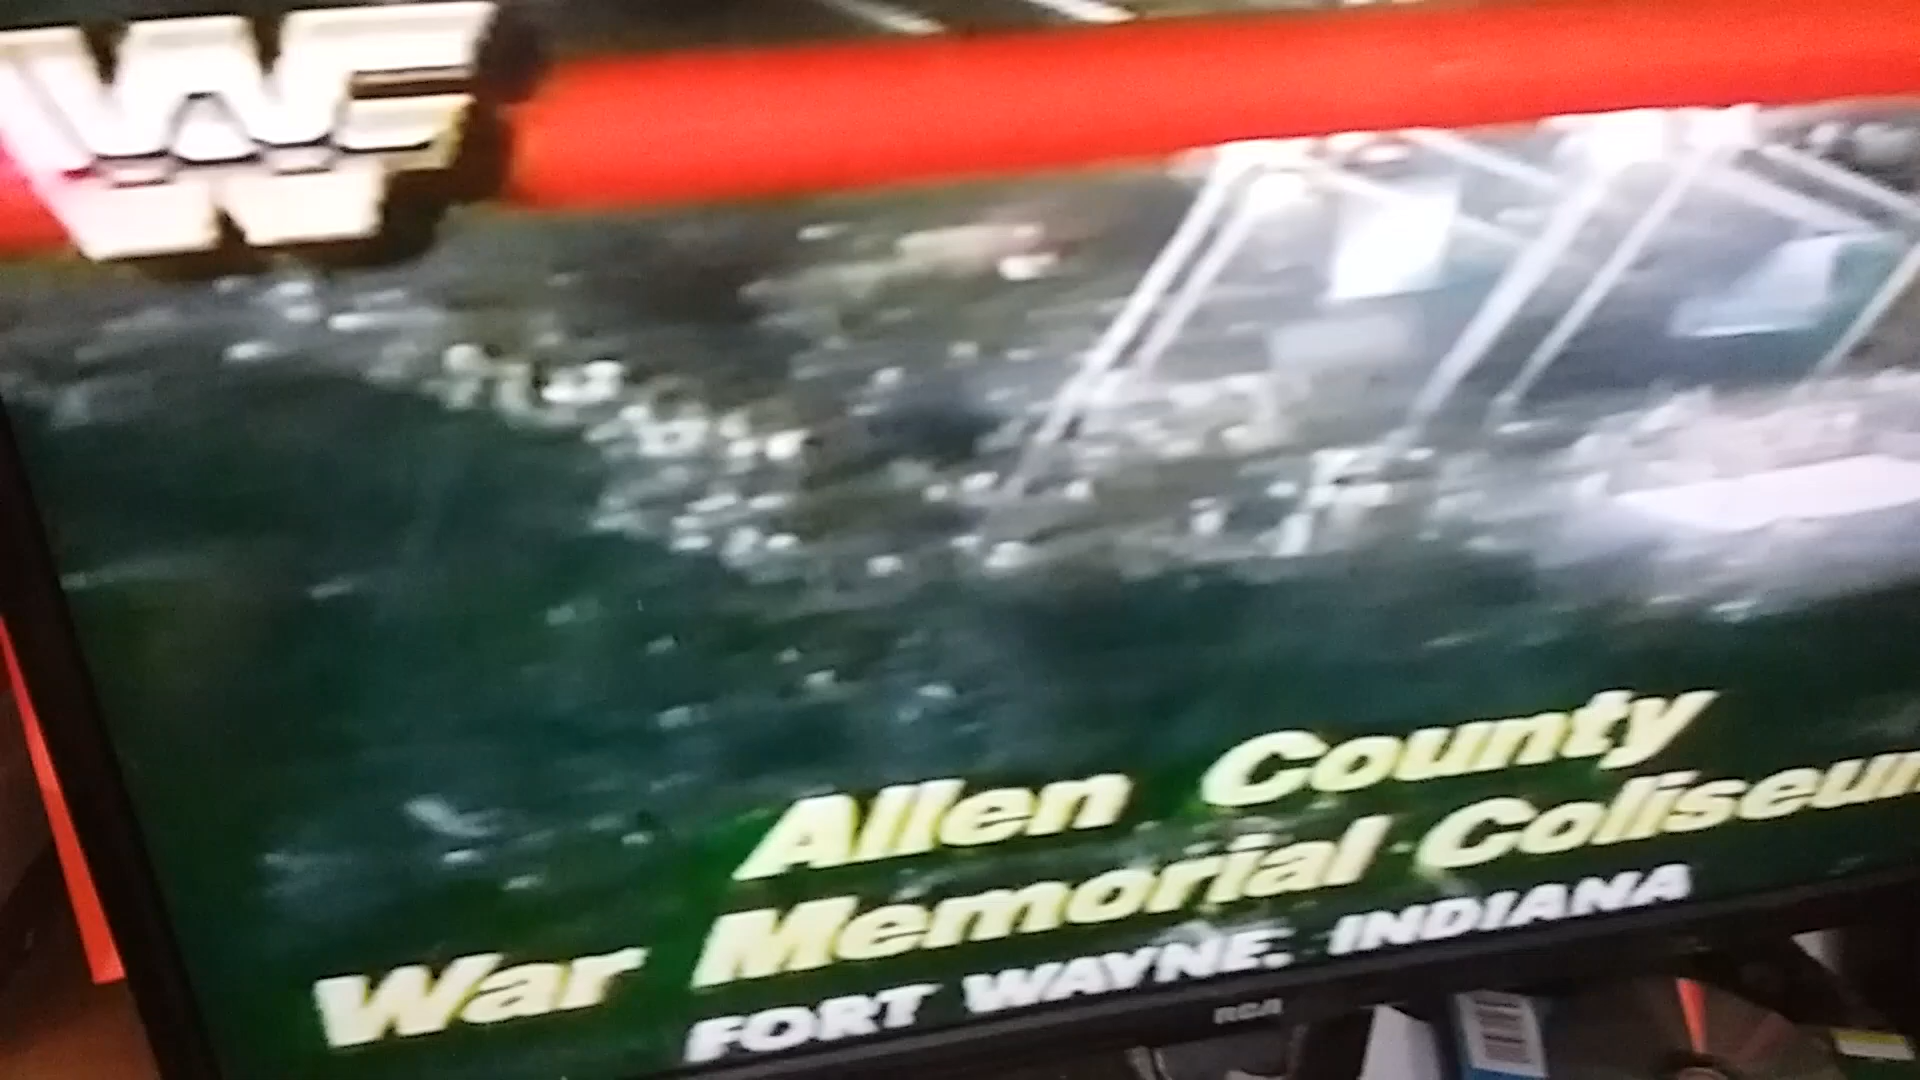 WWF
Allen County
War Memorial Coliseum
FORT WAYNE, INDIANA
RCA